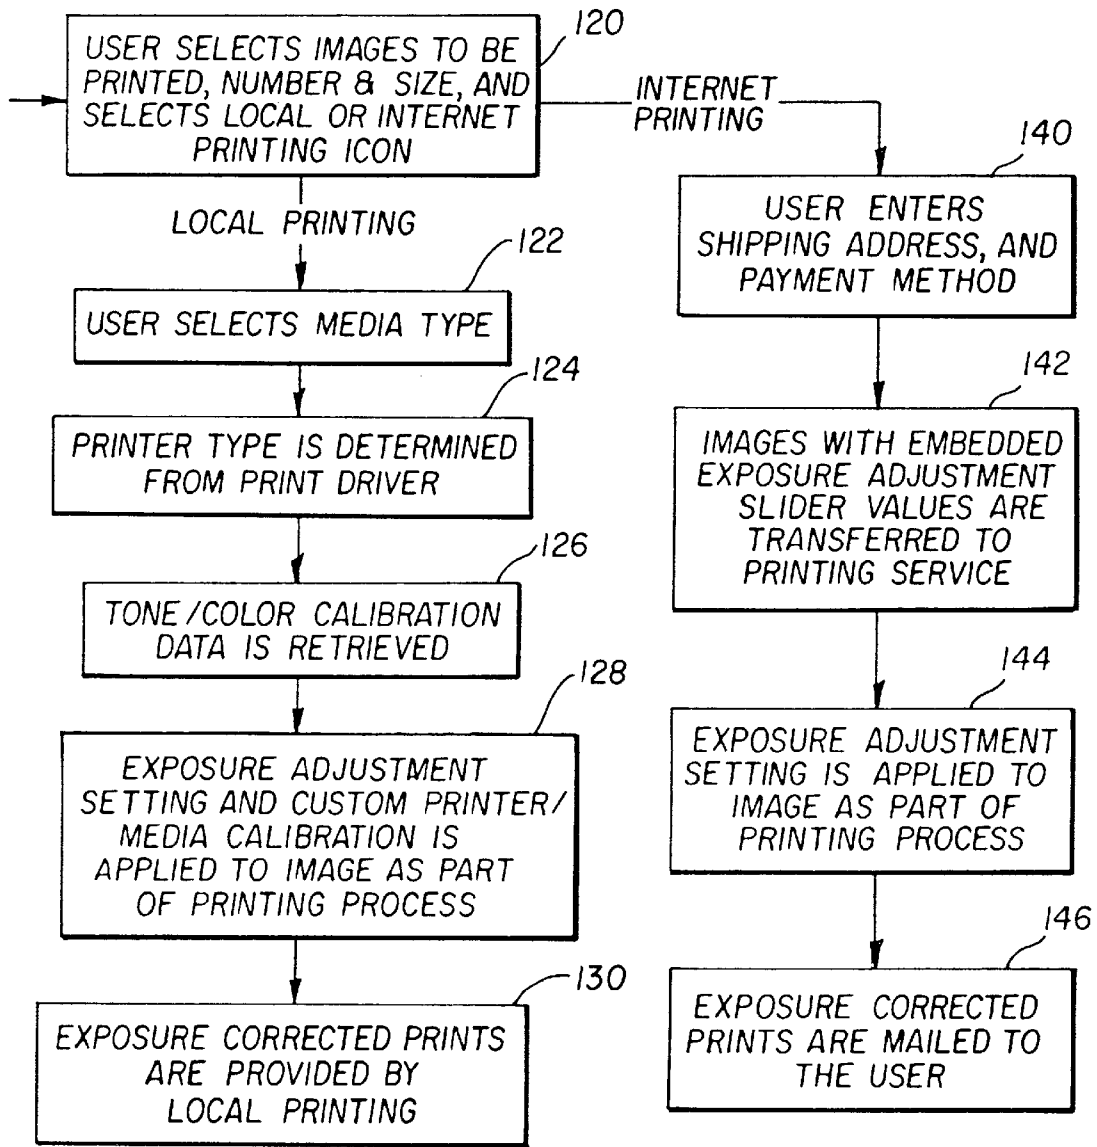 120
USER SELECTS IMAGES TO BE
PRINTED, NUMBER & SIZE, AND
SELECTS LOCAL OR INTERNET
PRINTING ICON
INTERNET
PRINTING
LOCAL PRINTING
122
USER SELECTS MEDIA TYPE
124
PRINTER TYPE IS DETERMINED
FROM PRINT DRIVER
126
TONE/COLOR CALIBRATION
DATA IS RETRIEVED
128
EXPOSURE ADJUSTMENT
SETTING AND CUSTOM PRINTER/
MEDIA CALIBRATION IS
APPLIED TO IMAGE AS PART
OF PRINTING PROCESS
130
EXPOSURE CORRECTED PRINTS
ARE PROVIDED BY
LOCAL PRINTING
140
USER ENTERS
SHIPPING ADDRESS, AND
PAYMENT METHOD
142
IMAGES WITH EMBEDDED
EXPOSURE ADJUSTMENT
SLIDER VALUES ARE
TRANSFERRED TO
PRINTING SERVICE
144
EXPOSURE ADJUSTMENT
SETTING IS APPLIED TO
IMAGE AS PART OF
PRINTING PROCESS
146
EXPOSURE CORRECTED
PRINTS ARE MAILED TO
THE USER